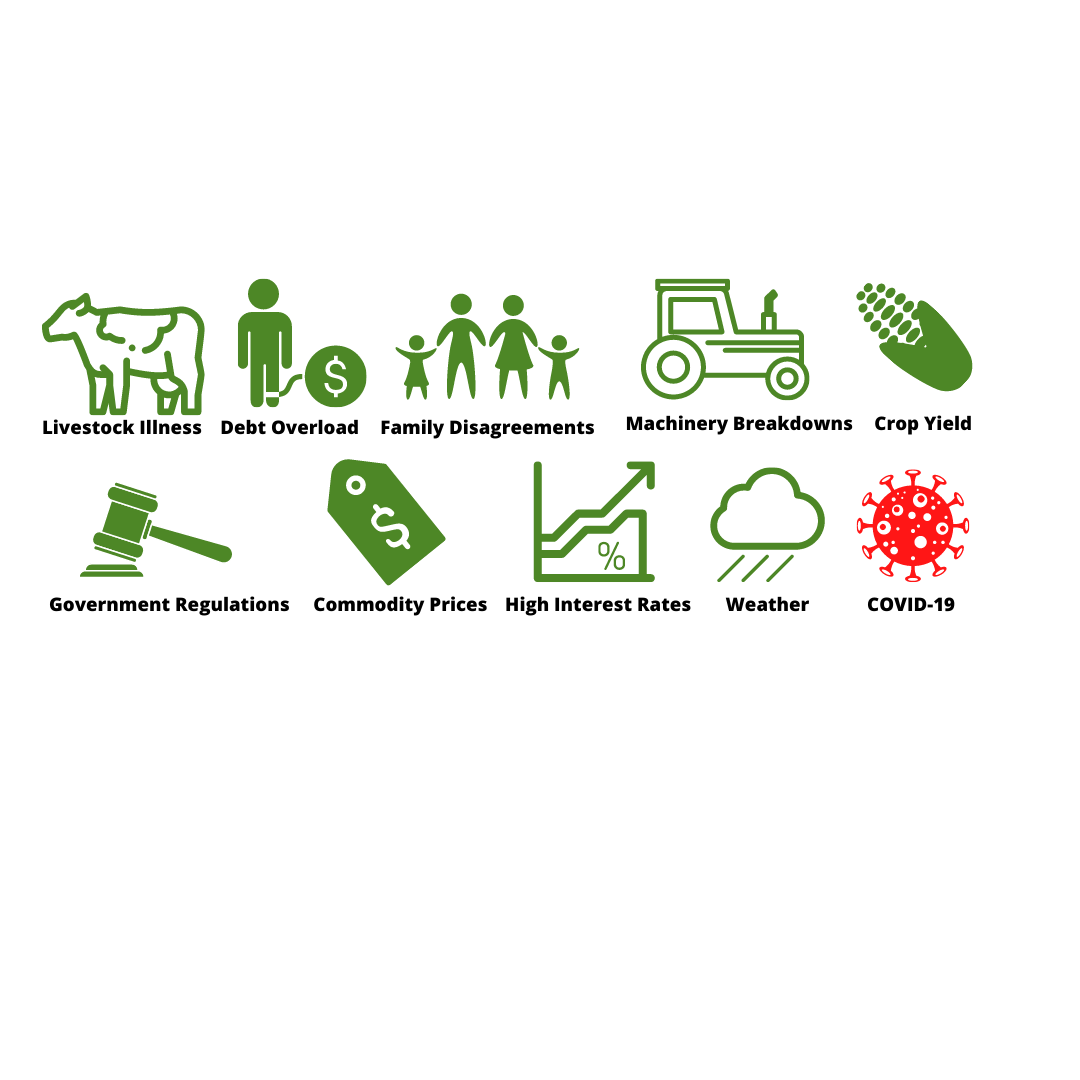 Livestock Illness
Debt Overload
$
Family Disagreements
Machinery Breakdowns
Crop Yield
Government Regulations
$
Commodity Prices
%
High Interest Rates
Weather
COVID-19